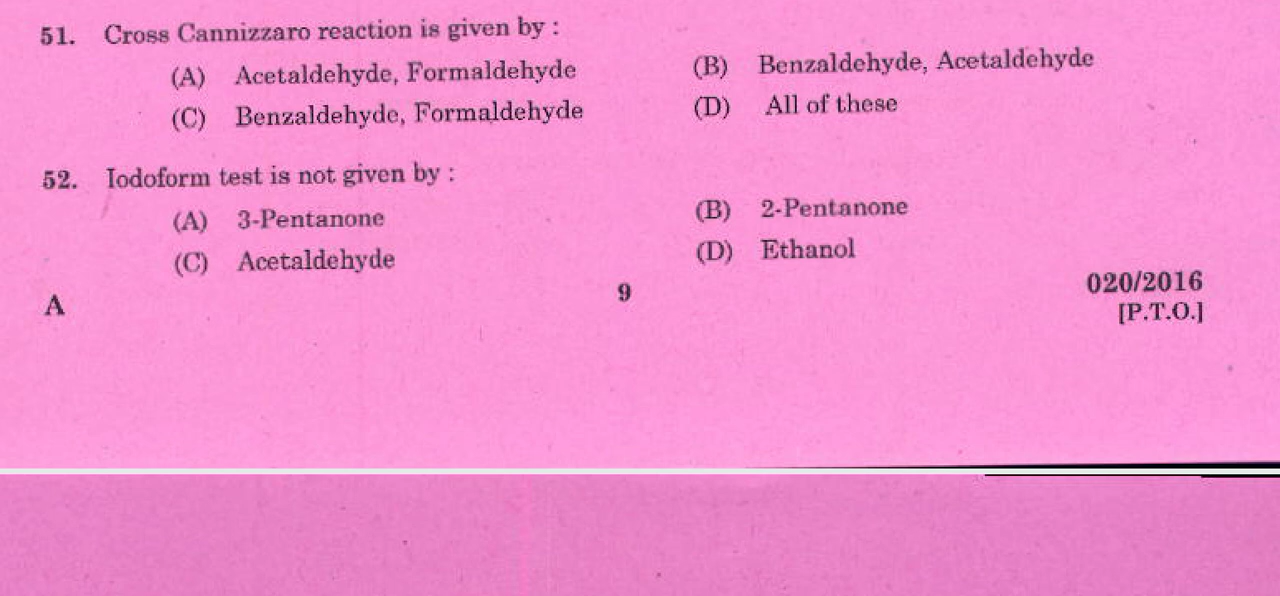 51. Cross Cannizzaro reaction is given by :
(A) Acetaldehyde, Formaldehyde (B) Benzaldehyde, Acetaldehyde
(C) Benzaldehyde, Formaldehyde (D) All of these
52. Iodoform test is not given by :
(A) 3-Pentanone (B) 2-Pentanone
(C) Acetaldehyde (D) Ethanol
A 9 020/2016
[P.T.O.]